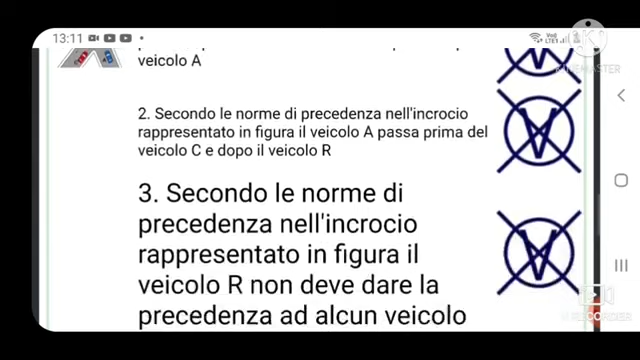 13:11
veicolo A
2. Secondo le norme di precedenza nell'incrocio
rappresentato in figura il veicolo A passa prima del
veicolo C e dopo il veicolo R
V
3. Secondo le norme di
precedenza nell'incrocio
rappresentato in figura il
veicolo R non deve dare la
precedenza ad alcun veicolo
V
KINEMASTER
RECORDER